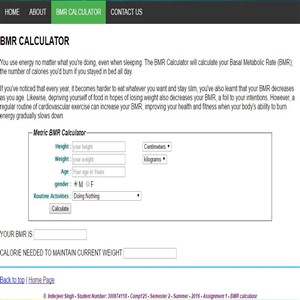 HOME ABOUT BMR CALCULATOR CONTACT US
BMR CALCULATOR
You use energy no matter what you're doing, even when sleeping. The BMR Calculator will calculate your Basal Metabolic Rate (BMR);
the number of calories you'd burn if you stayed in bed all day.
If you've noticed that every year, it becomes harder to eat whatever you want and stay slim, you've also learnt that your BMR decreases
as you age. Likewise, depriving yourself of food in hopes of losing weight also decreases your BMR, a foil to your intentions. However, a
regular routine of cardiovascular exercise can increase your BMR, improving your health and fitness when your body's ability to burn
energy gradually slows down.
Metric BMR Calculator
Height : your height Centimeters
Weight : your weight kilograms
Age : Your age in Years
gender : M F
Routine Activities : Doing Nothing
Calculate
YOUR BMR IS
CALORIE NEEDED TO MAINTAIN CURRENT WEIGHT
Back to top | Home Page
© Inderjeet Singh - Student Number: 300874118 - Comp125 - Semester 2 - Summer - 2016 - Assignment 1 - BMR calculator